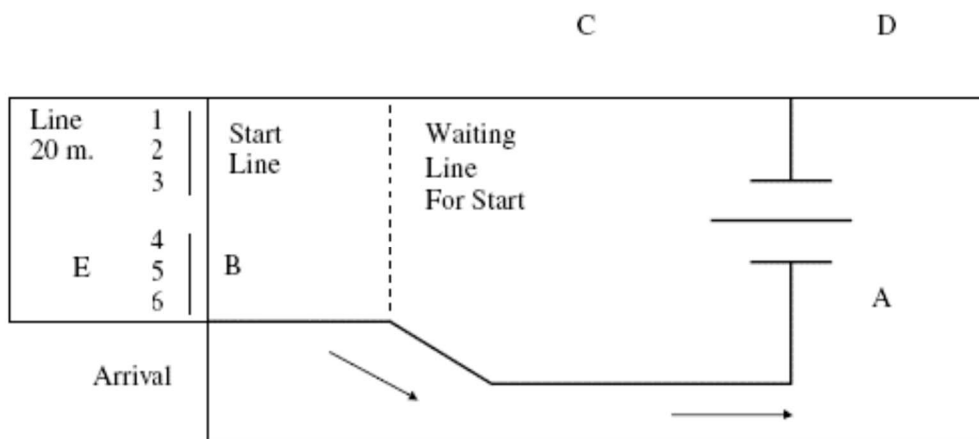 C
D
Line
20 m.
1
2
3
4
5
6
E
Start
Line
B
Waiting
Line
For Start
A
Arrival